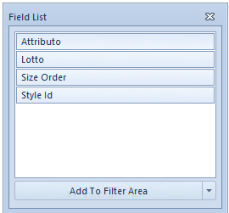 Field List
Attributo
Lotto
Size Order
Style Id
Add To Filter Area